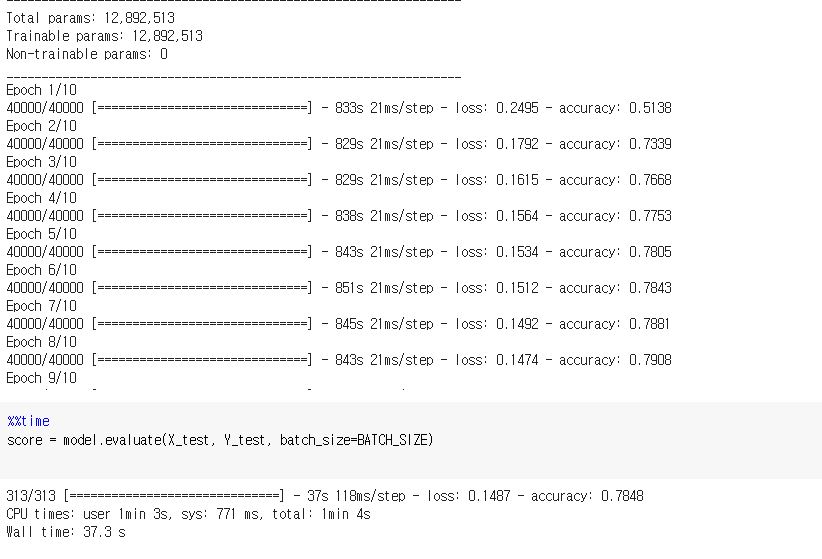 Total params: 12,892,513
Trainable params: 12,892,513
Non-trainable params: 0
_________________________________________________________________
Epoch 1/10
40000/40000 [==============================] - 833s 21ms/step - loss: 0.2495 - accuracy: 0.5138
Epoch 2/10
40000/40000 [==============================] - 829s 21ms/step - loss: 0.1792 - accuracy: 0.7339
Epoch 3/10
40000/40000 [==============================] - 829s 21ms/step - loss: 0.1615 - accuracy: 0.7668
Epoch 4/10
40000/40000 [==============================] - 838s 21ms/step - loss: 0.1564 - accuracy: 0.7753
Epoch 5/10
40000/40000 [==============================] - 843s 21ms/step - loss: 0.1534 - accuracy: 0.7805
Epoch 6/10
40000/40000 [==============================] - 851s 21ms/step - loss: 0.1512 - accuracy: 0.7843
Epoch 7/10
40000/40000 [==============================] - 845s 21ms/step - loss: 0.1492 - accuracy: 0.7881
Epoch 8/10
40000/40000 [==============================] - 843s 21ms/step - loss: 0.1474 - accuracy: 0.7908
Epoch 9/10
%%time
score = model.evaluate(X_test, Y_test, batch_size=BATCH_SIZE)
313/313 [==============================] - 37s 118ms/step - loss: 0.1487 - accuracy: 0.7848
CPU times: user 1min 3s, sys: 771 ms, total: 1min 4s
Wall time: 37.3 s